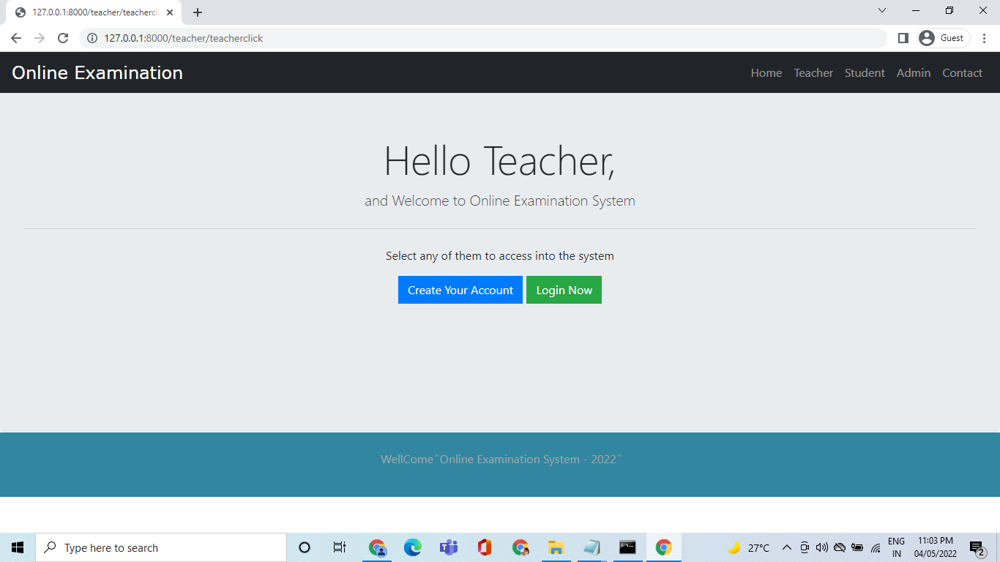 127.0.0.1:8000/teacher/teachercli
127.0.0.1:8000/teacher/teacherclick
Guest
Online Examination
Home Teacher Student Admin Contact
Hello Teacher,
and Welcome to Online Examination System
Select any of them to access into the system
Create Your Account Login Now
WellCome"Online Examination System - 2022"
Type here to search
27°C
ENG
IN
11:03 PM
04/05/2022
2